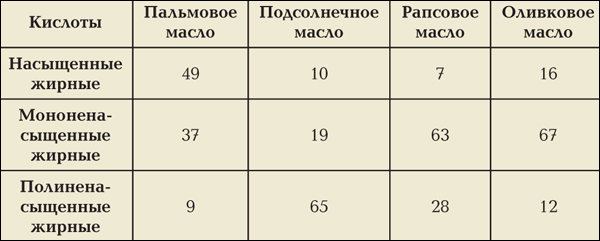 Кислоты Пальмовое Подсолнечное Рапсовое Оливковое
масло масло масло масло
Насыщенные
жирные 49 10 7 16
Мононена-
сыщенные 37 19 63 67
жирные
Полинена-
сыщенные 9 65 28 12
жирные